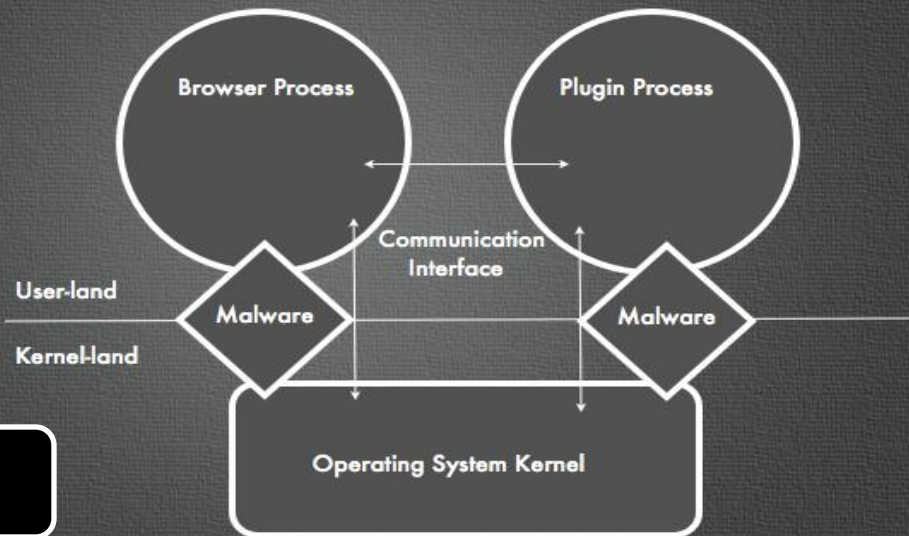 Browser Process
Plugin Process
Communication
Interface
User-land
Malware
Malware
Kernel-land
Operating System Kernel